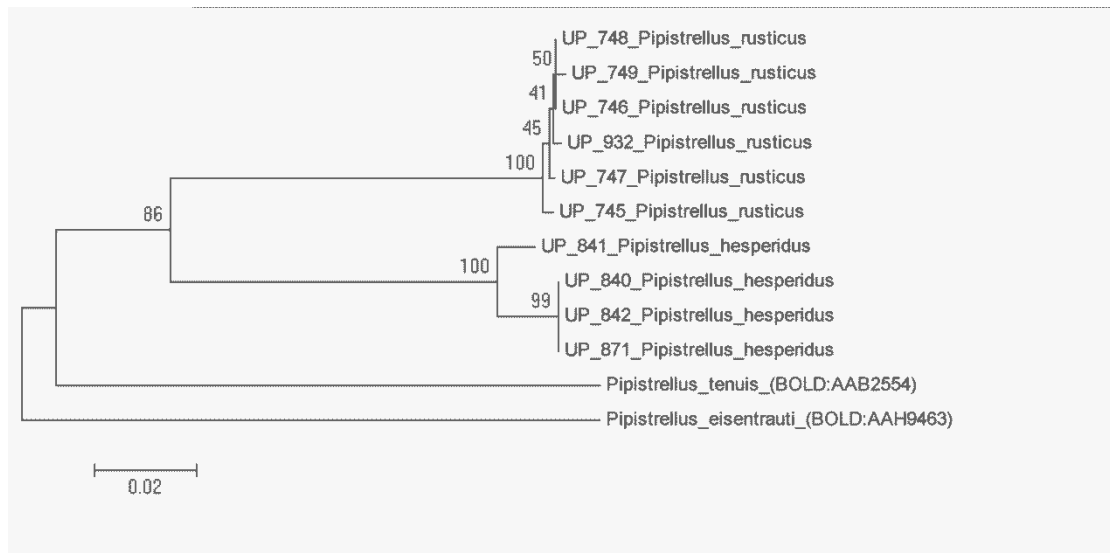 UP_748_Pipistrellus_rusticus
50
UP_749_Pipistrellus_rusticus
41
UP_746_Pipistrellus_rusticus
45
UP_932_Pipistrellus_rusticus
100
UP_747_Pipistrellus_rusticus
86
UP_745_Pipistrellus_rusticus
UP_841_Pipistrellus_hesperidus
100
UP_840_Pipistrellus_hesperidus
99
UP_842_Pipistrellus_hesperidus
UP_871_Pipistrellus_hesperidus
Pipistrellus_tenuis_(BOLD:AAB2554)
Pipistrellus_eisentrauti_(BOLD:AAH9463)
0.02